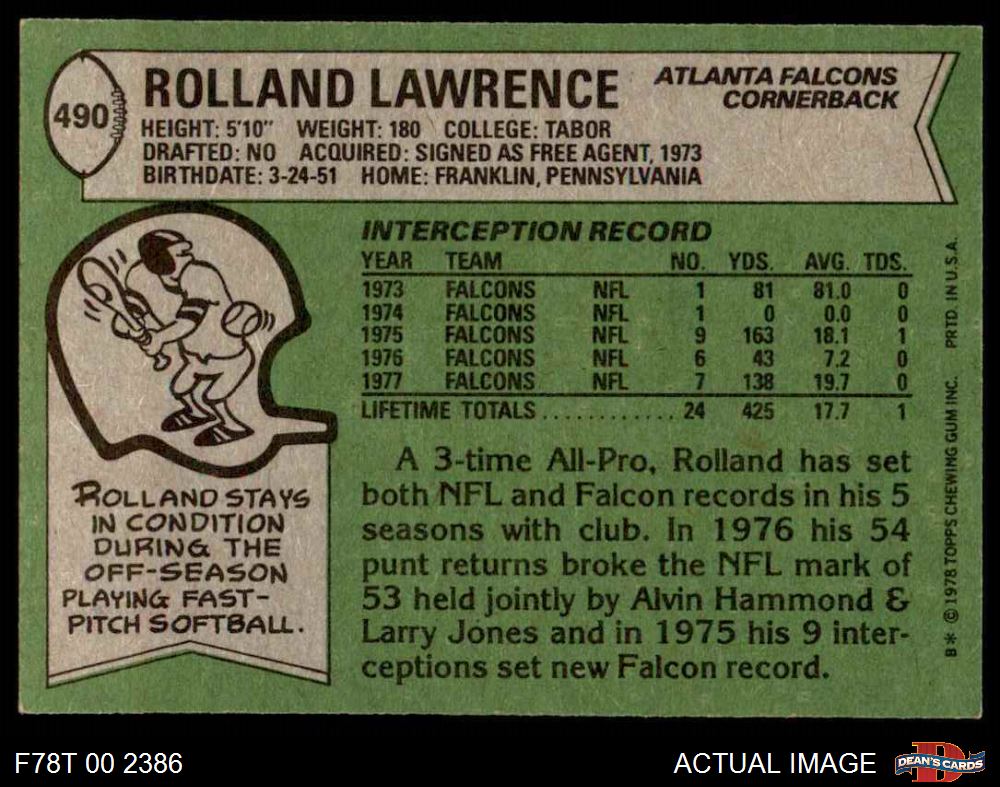 490
ROLLAND LAWRENCE
ATLANTA FALCONS
CORNERBACK
HEIGHT: 5'10" WEIGHT: 180 COLLEGE: TABOR
DRAFTED: NO ACQUIRED: SIGNED AS FREE AGENT, 1973
BIRTHDATE: 3-24-51 HOME: FRANKLIN, PENNSYLVANIA
INTERCEPTION RECORD
YEAR TEAM NO. YDS. AVG. TDS.
1973 FALCONS NFL 1 81 81.0 0
1974 FALCONS NFL 1 0 0.0 0
1975 FALCONS NFL 9 163 18.1 1
1976 FALCONS NFL 6 43 7.2 0
1977 FALCONS NFL 7 138 19.7 0
LIFETIME TOTALS ............ 24 425 17.7 1
A 3-time All-Pro, Rolland has set
both NFL and Falcon records in his 5
seasons with club. In 1976 his 54
punt returns broke the NFL mark of
53 held jointly by Alvin Hammond &
Larry Jones and in 1975 his 9 inter-
ceptions set new Falcon record.
ROLLAND STAYS
IN CONDITION
DURING THE
OFF-SEASON
PLAYING FAST-
PITCH SOFTBALL.
B* © 1978 TOPPS CHEWING GUM INC. PRTD. IN U.S.A.
F78T 00 2386
ACTUAL IMAGE
DEAN'S CARDS